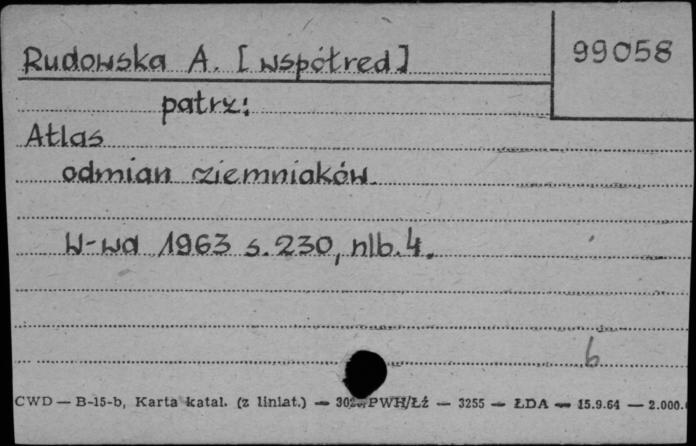 Rudowska A. [współred]
99058
patrz:
Atlas
odmian ziemniaków.
W-wa 1963 s. 230, nlb. 4.
b
CWD — B-15-b, Karta katal. (z liniat.) — PWH/Łź — 3255 — ŁDA — 15.9.64 — 2.000.